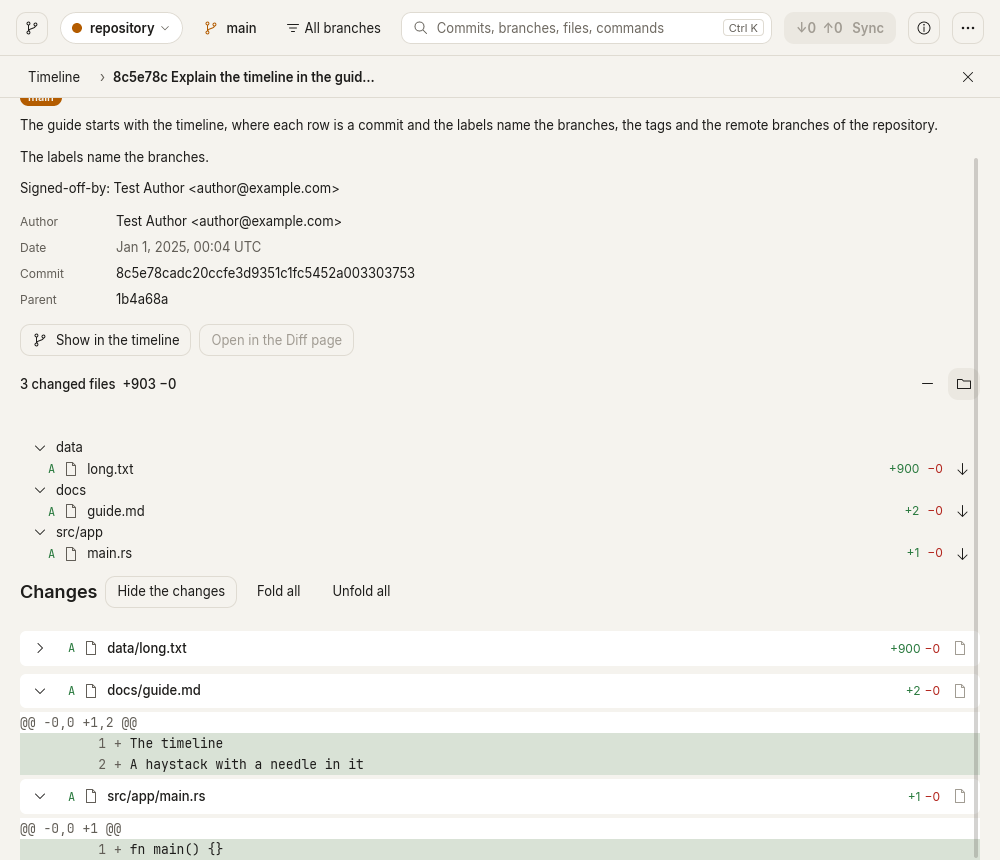 repository main All branches Commits, branches, files, commands Ctrl K ↓0 ↑0 Sync
Timeline › 8c5e78c Explain the timeline in the guid...
main
The guide starts with the timeline, where each row is a commit and the labels name the branches, the tags and the remote branches of the repository.
The labels name the branches.
Signed-off-by: Test Author <author@example.com>
Author Test Author <author@example.com>
Date Jan 1, 2025, 00:04 UTC
Commit 8c5e78cadc20ccfe3d9351c1fc5452a003303753
Parent 1b4a68a
Show in the timeline Open in the Diff page
3 changed files +903 −0
data
A long.txt +900 −0
docs
A guide.md +2 −0
src/app
A main.rs +1 −0
Changes Hide the changes Fold all Unfold all
A data/long.txt +900 −0
A docs/guide.md +2 −0
@@ -0,0 +1,2 @@
1 + The timeline
2 + A haystack with a needle in it
A src/app/main.rs +1 −0
@@ -0,0 +1 @@
1 + fn main() {}